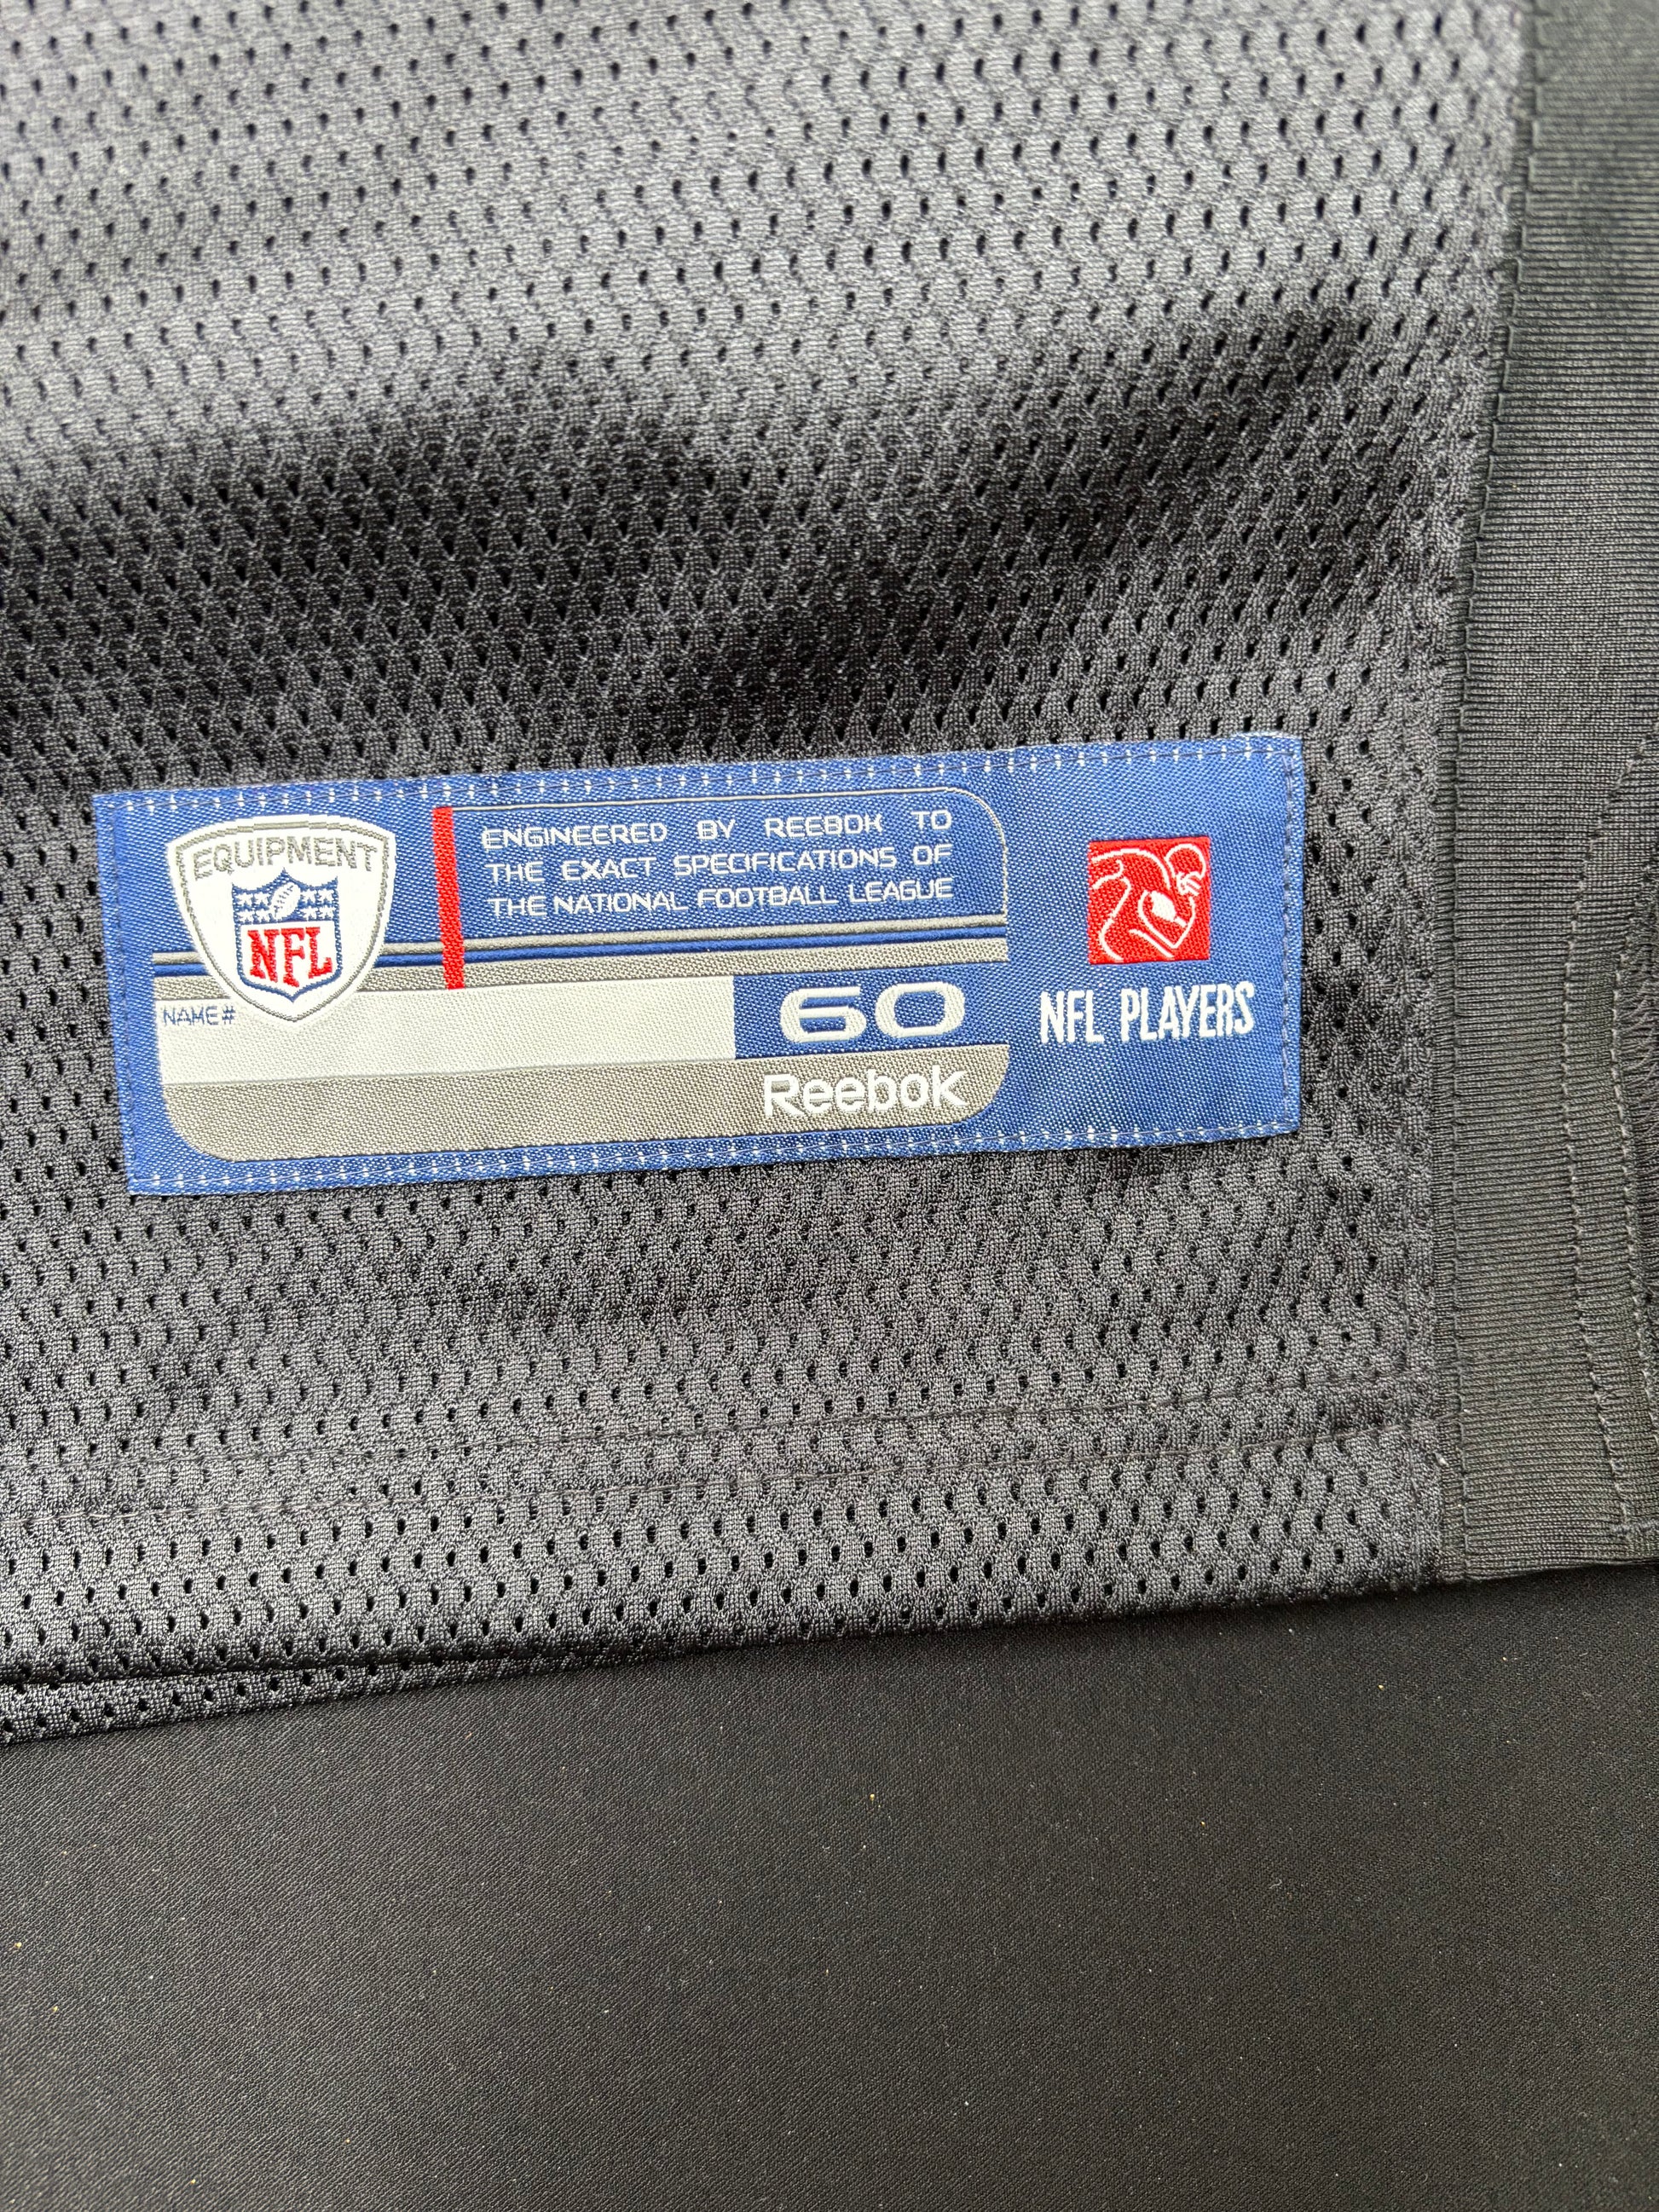 EQUIPMENT
NFL
ENGINEERED BY REEBOK TO
THE EXACT SPECIFICATIONS OF
THE NATIONAL FOOTBALL LEAGUE
NAME#
60
Reebok
NFL PLAYERS